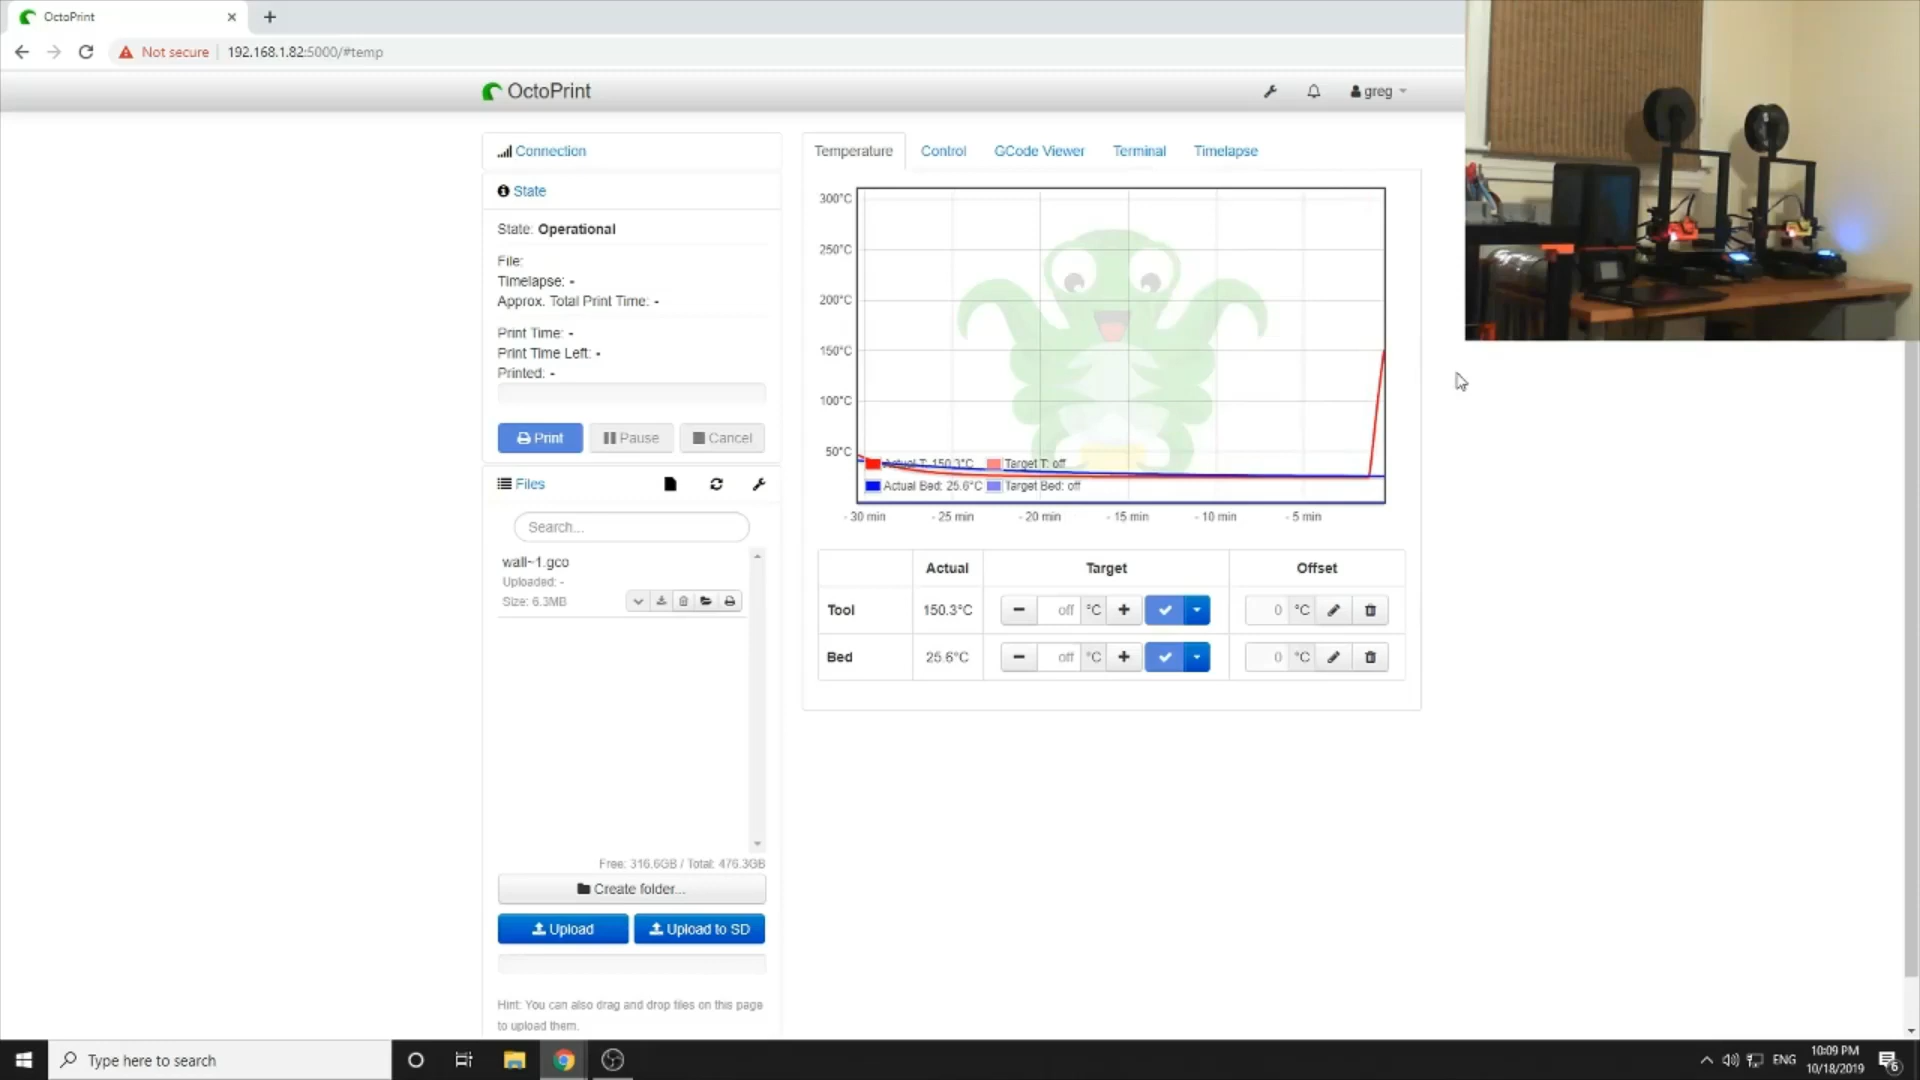 OctoPrint
Not secure
192.168.1.82:5000/#temp
OctoPrint
greg
Connection
State
State: Operational
File:
Timelapse: -
Approx. Total Print Time: -
Print Time: -
Print Time Left: -
Printed: -
Print
Pause
Cancel
Files
Search...
wall~1.gco
Uploaded: -
Size: 6.3MB
Free: 316.6GB / Total: 476.3GB
Create folder...
Upload
Upload to SD
Hint: You can also drag and drop files on this page
to upload them.
Temperature
Control
GCode Viewer
Terminal
Timelapse
300°C
250°C
200°C
150°C
100°C
50°C
Actual T: 150.3°C
Target T: off
Actual Bed: 25.6°C
Target Bed: off
- 30 min
- 25 min
- 20 min
- 15 min
- 10 min
- 5 min
Actual
Target
Offset
Tool
150.3°C
off °C
0 °C
Bed
25.6°C
off °C
0 °C
Type here to search
ENG
10:09 PM
10/18/2019
6